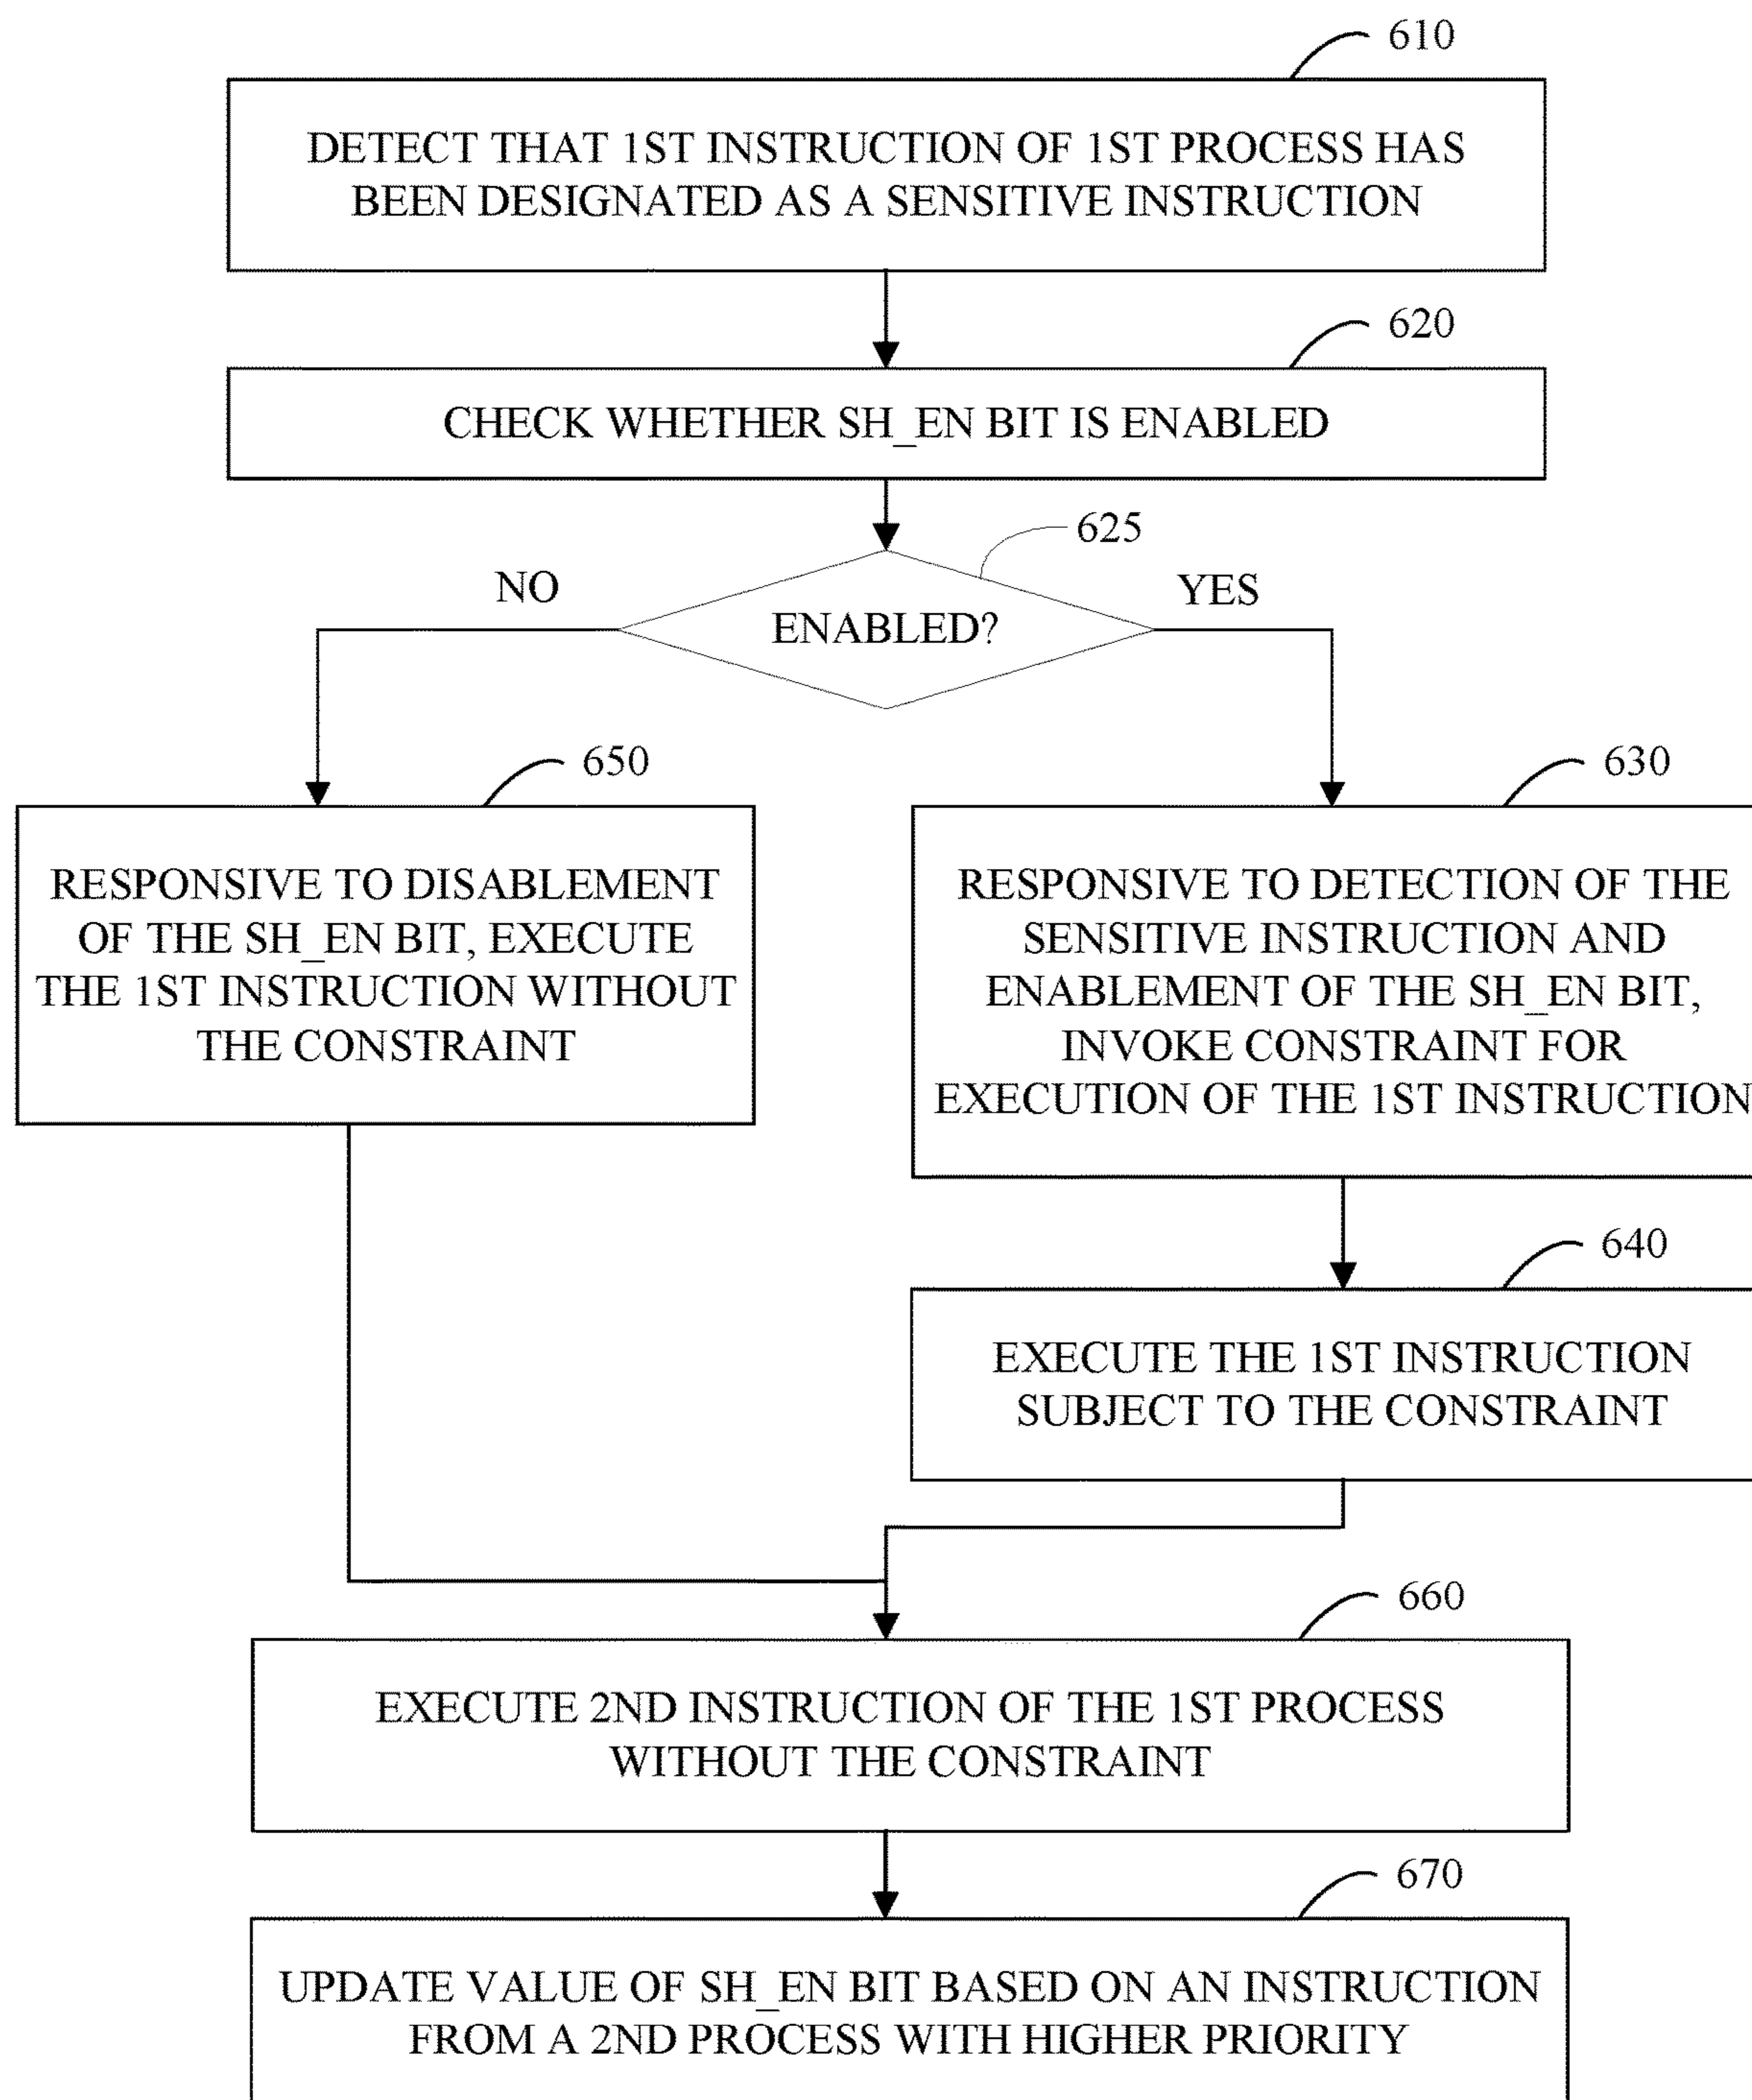 610
DETECT THAT 1ST INSTRUCTION OF 1ST PROCESS HAS
BEEN DESIGNATED AS A SENSITIVE INSTRUCTION
620
CHECK WHETHER SH_EN BIT IS ENABLED
625
NO
YES
ENABLED?
650
RESPONSIVE TO DISABLEMENT
OF THE SH_EN BIT, EXECUTE
THE 1ST INSTRUCTION WITHOUT
THE CONSTRAINT
630
RESPONSIVE TO DETECTION OF THE
SENSITIVE INSTRUCTION AND
ENABLEMENT OF THE SH_EN BIT,
INVOKE CONSTRAINT FOR
EXECUTION OF THE 1ST INSTRUCTION
640
EXECUTE THE 1ST INSTRUCTION
SUBJECT TO THE CONSTRAINT
660
EXECUTE 2ND INSTRUCTION OF THE 1ST PROCESS
WITHOUT THE CONSTRAINT
670
UPDATE VALUE OF SH_EN BIT BASED ON AN INSTRUCTION
FROM A 2ND PROCESS WITH HIGHER PRIORITY